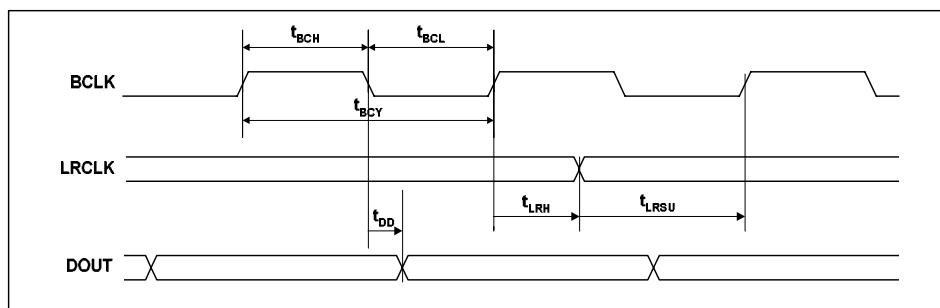 tBCH tBCL
BCLK
tBCY
LRCLK
tLRH tLRSU
tDD
DOUT